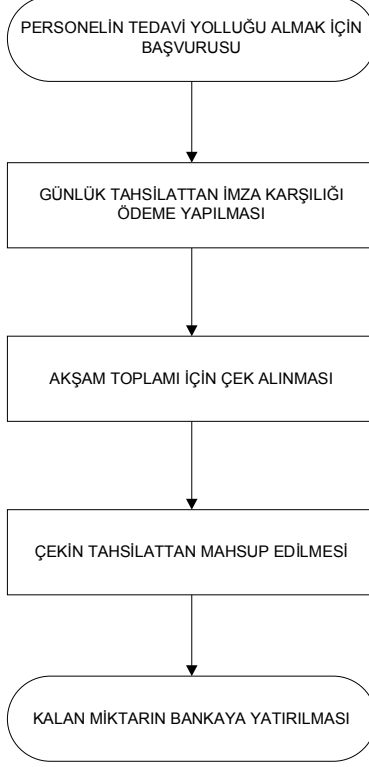 PERSONELİN TEDAVİ YOLLUĞU ALMAK İÇİN
BAŞVURUSU
GÜNLÜK TAHSİLATTAN İMZA KARŞILIĞI
ÖDEME YAPILMASI
AKŞAM TOPLAMI İÇİN ÇEK ALINMASI
ÇEKİN TAHSİLATTAN MAHSUP EDİLMESİ
KALAN MİKTARIN BANKAYA YATIRILMASI